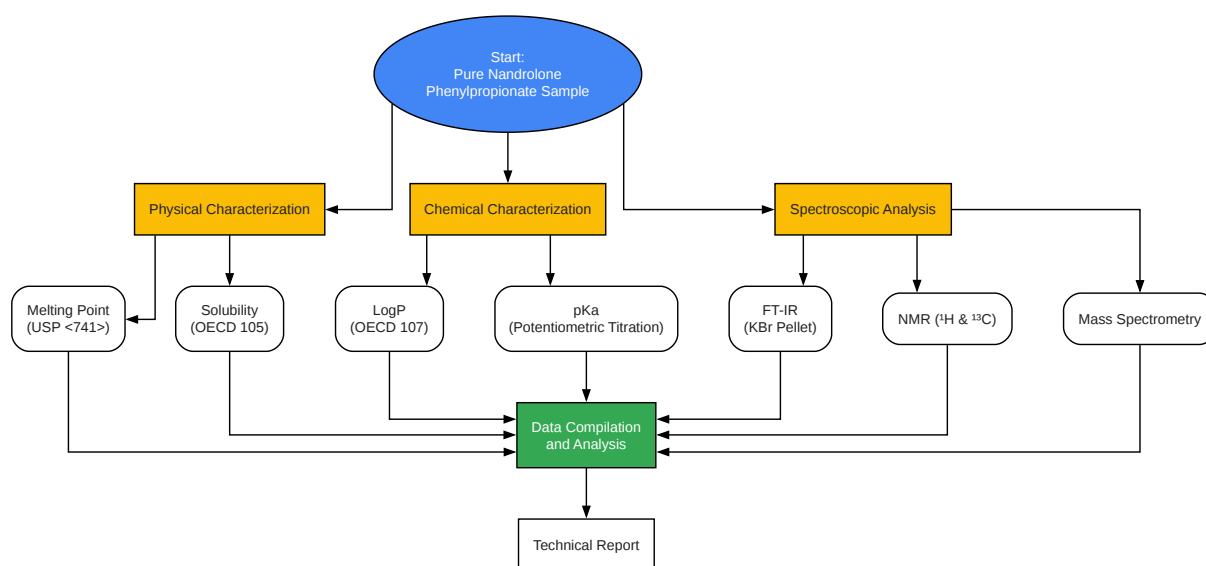 Start:
Pure Nandrolone
Phenylpropionate Sample
Physical Characterization
Chemical Characterization
Spectroscopic Analysis
Melting Point
(USP <741>)
Solubility
(OECD 105)
LogP
(OECD 107)
pKa
(Potentiometric Titration)
FT-IR
(KBr Pellet)
NMR (¹H & ¹³C)
Mass Spectrometry
Data Compilation
and Analysis
Technical Report